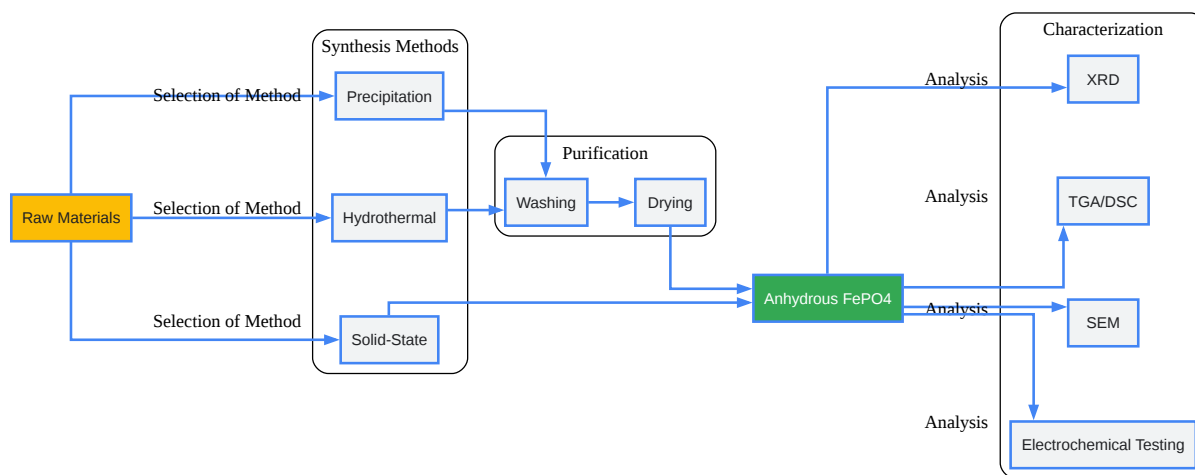 Characterization
Synthesis Methods
XRD
Analysis
Precipitation
Selection of Method
Purification
TGA/DSC
Analysis
Washing
Drying
Selection of Method
Raw Materials
Hydrothermal
Anhydrous FePO4
Analysis
SEM
Selection of Method
Solid-State
Analysis
Electrochemical Testing